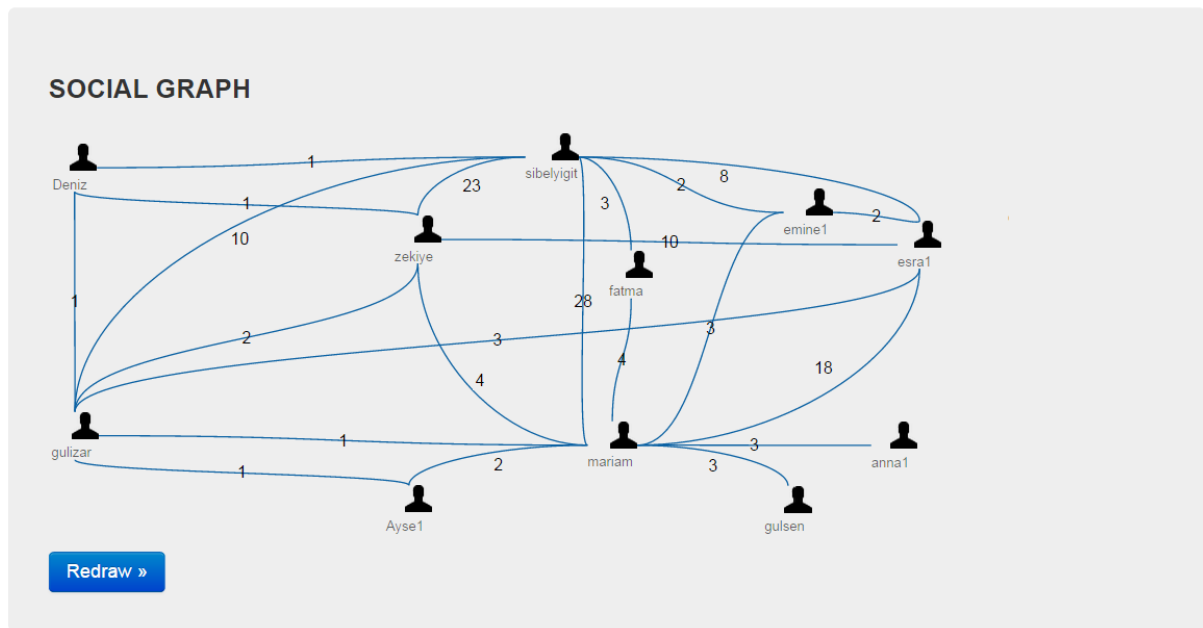 SOCIAL GRAPH
1
sibelyigit
Deniz
23
2
8
1
3
2
emine1
10
10
zekiye
esra1
fatma
1
28
2
3
3
4
4
18
gulizar
1
mariam
3
anna1
1
2
3
Ayse1
gulsen
Redraw »